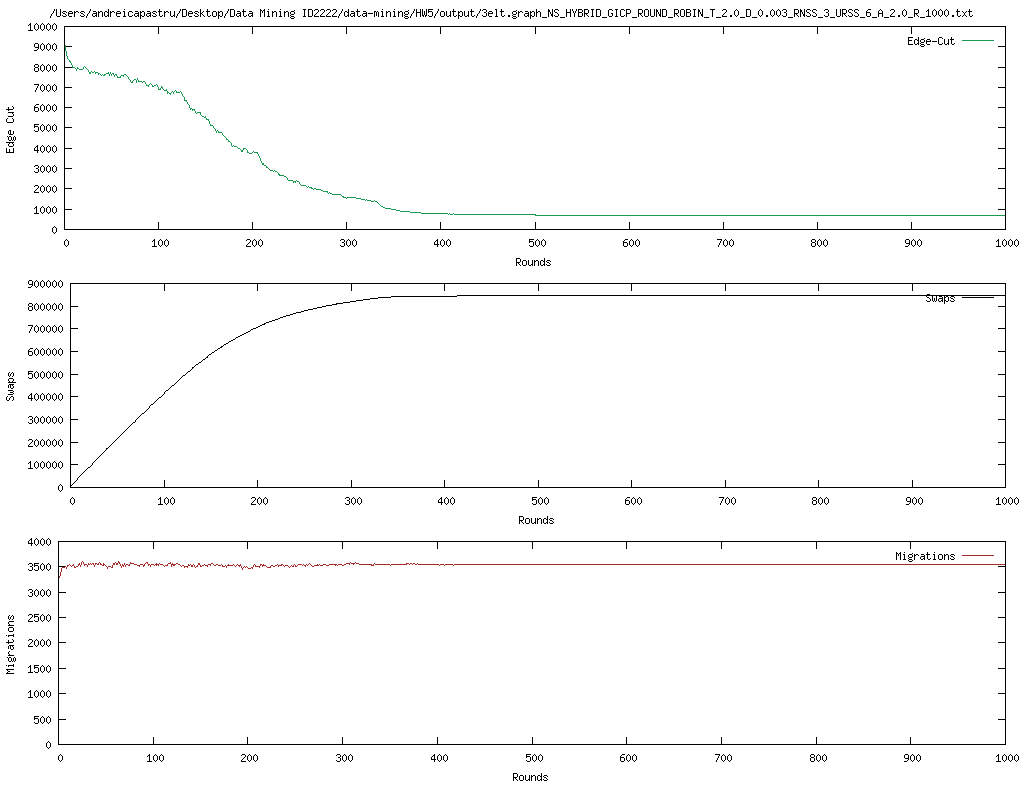 /Users/andreicapastru/Desktop/Data Mining ID2222/data-mining/HW5/output/3elt.graph_NS_HYBRID_GICP_ROUND_ROBIN_T_2.0_D_0.003_RNSS_3_URSS_6_A_2.0_R_1000.txt
10000
9000
8000
7000
6000
5000
4000
3000
2000
1000
0
Edge Cut
Edge-Cut
0 100 200 300 400 500 600 700 800 900 1000
Rounds
900000
800000
700000
600000
500000
400000
300000
200000
100000
0
Swaps
Swaps
0 100 200 300 400 500 600 700 800 900 1000
Rounds
4000
3500
3000
2500
2000
1500
1000
500
0
Migrations
Migrations
0 100 200 300 400 500 600 700 800 900 1000
Rounds